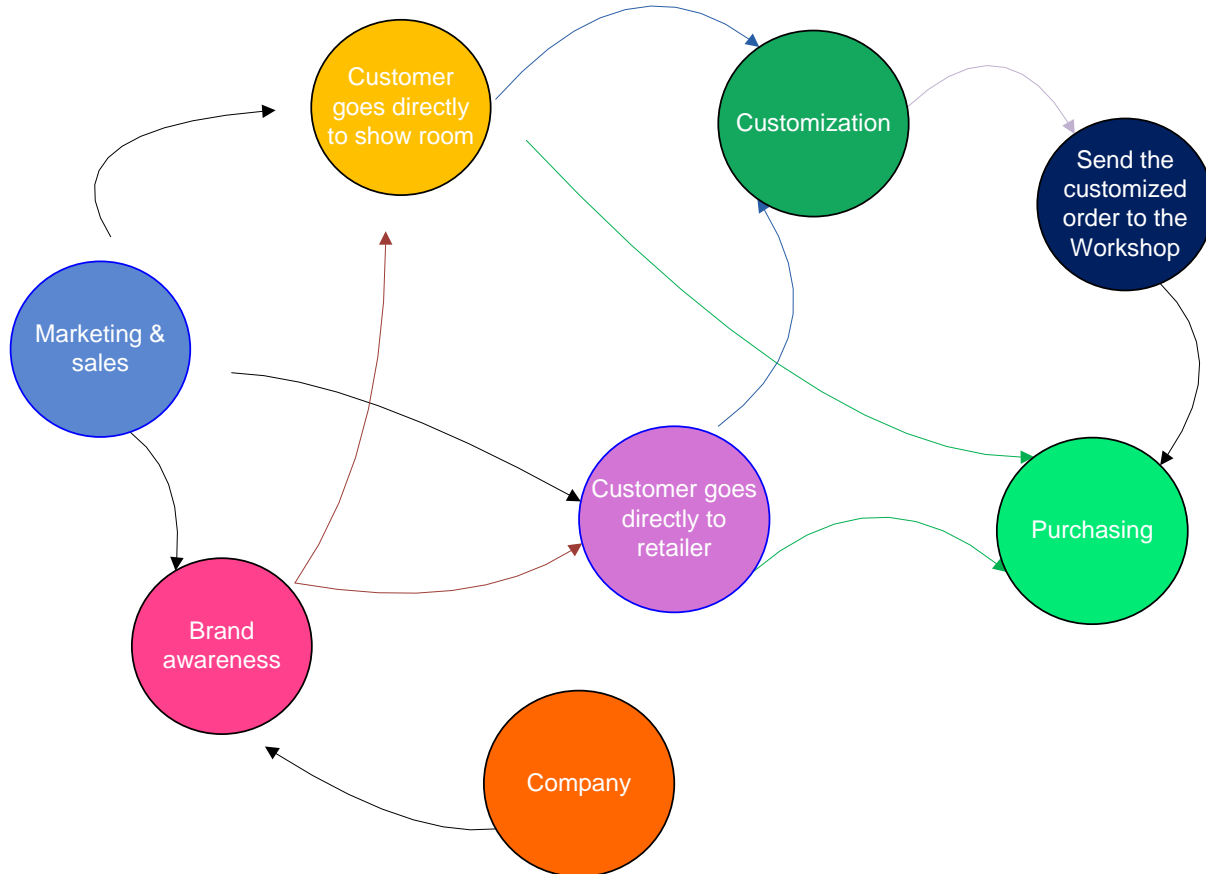 Customer
goes directly
to show room
Customization
Send the
customized
order to the
Workshop
Marketing &
sales
Customer goes
directly to
retailer
Purchasing
Brand
awareness
Company